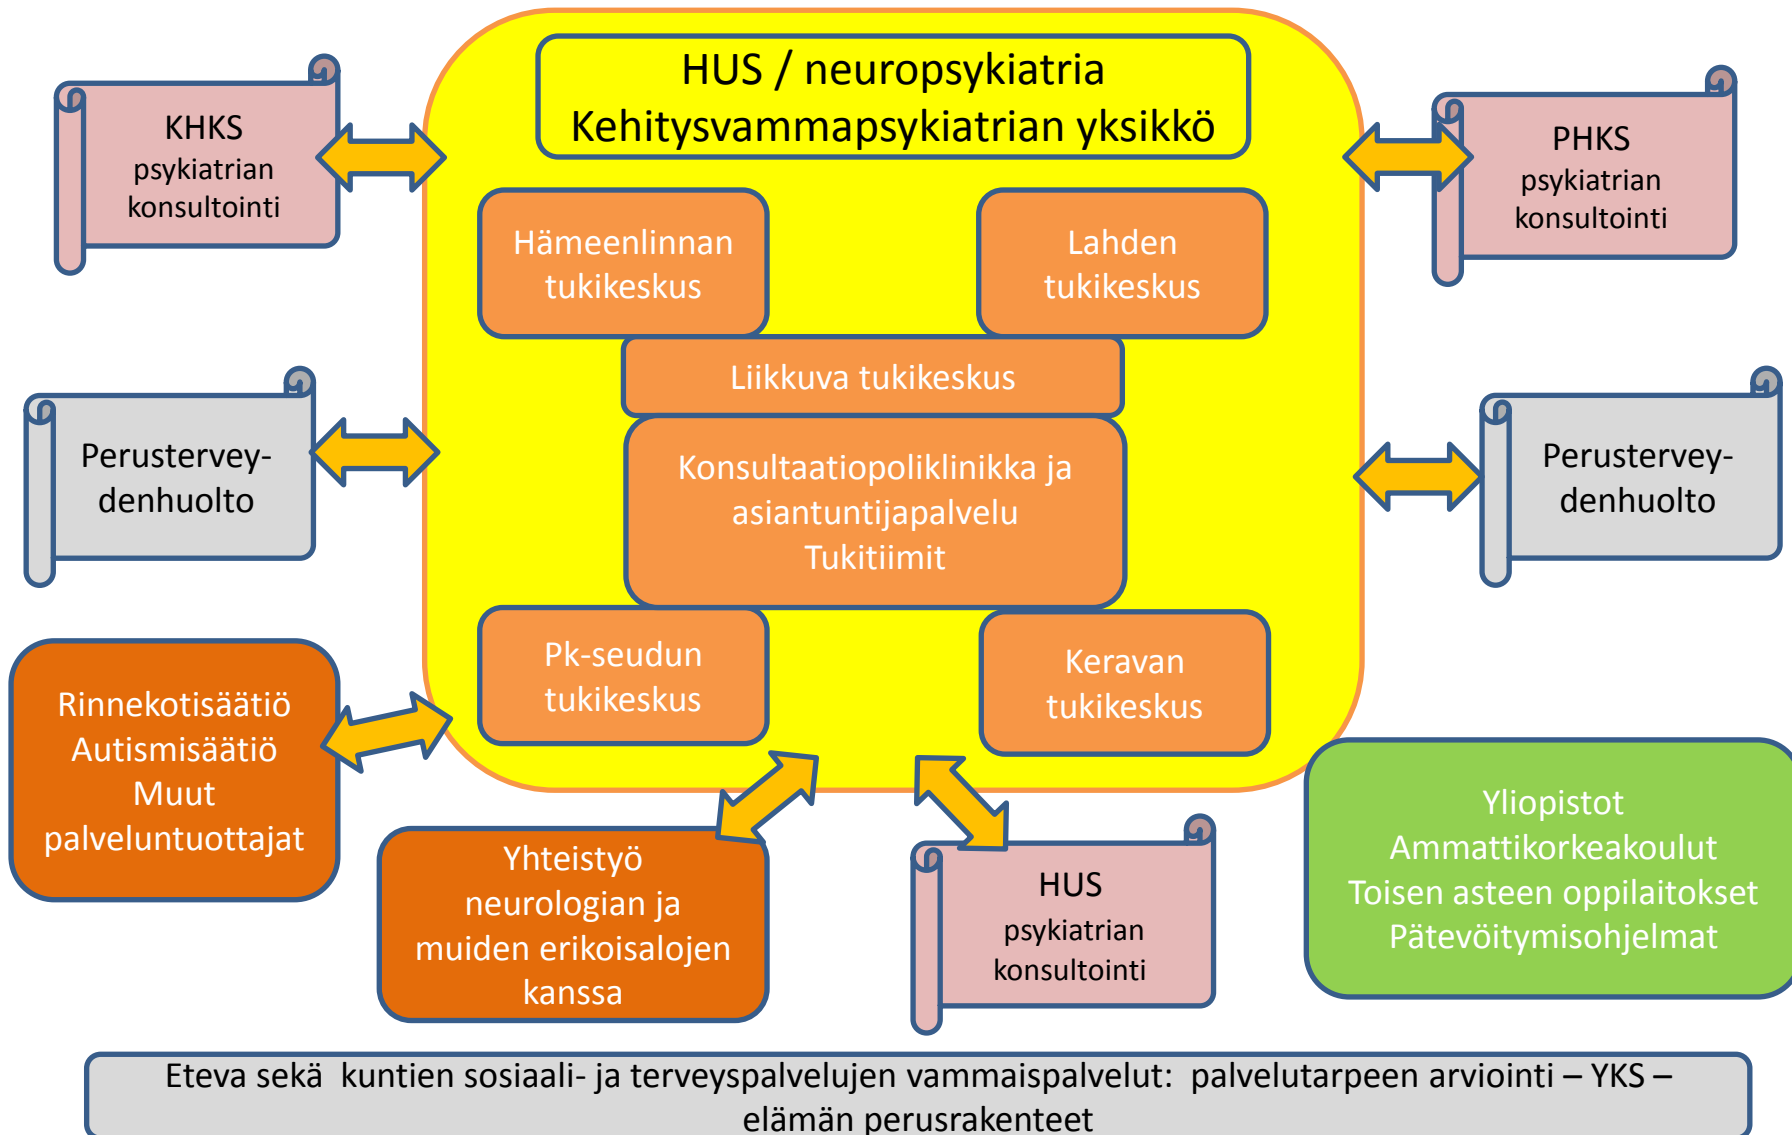 HUS / neuropsykiatria
Kehitysvammapsykiatrian yksikkö
KHKS
psykiatrian
konsultointi
PHKS
psykiatrian
konsultointi
Hämeenlinnan
tukikeskus
Lahden
tukikeskus
Liikkuva tukikeskus
Perustervey-
denhuolto
Konsultaatiopoliklinikka ja
asiantuntijapalvelu
Tukitiimit
Perustervey-
denhuolto
Pk-seudun
tukikeskus
Keravan
tukikeskus
Rinnekotisäätiö
Autismisäätiö
Muut
palveluntuottajat
Yhteistyö
neurologian ja
muiden erikoisalojen
kanssa
HUS
psykiatrian
konsultointi
Yliopistot
Ammattikorkeakoulut
Toisen asteen oppilaitokset
Pätevöitymisohjelmat
Eteva sekä kuntien sosiaali- ja terveyspalvelujen vammaispalvelut: palvelutarpeen arviointi – YKS –
elämän perusrakenteet